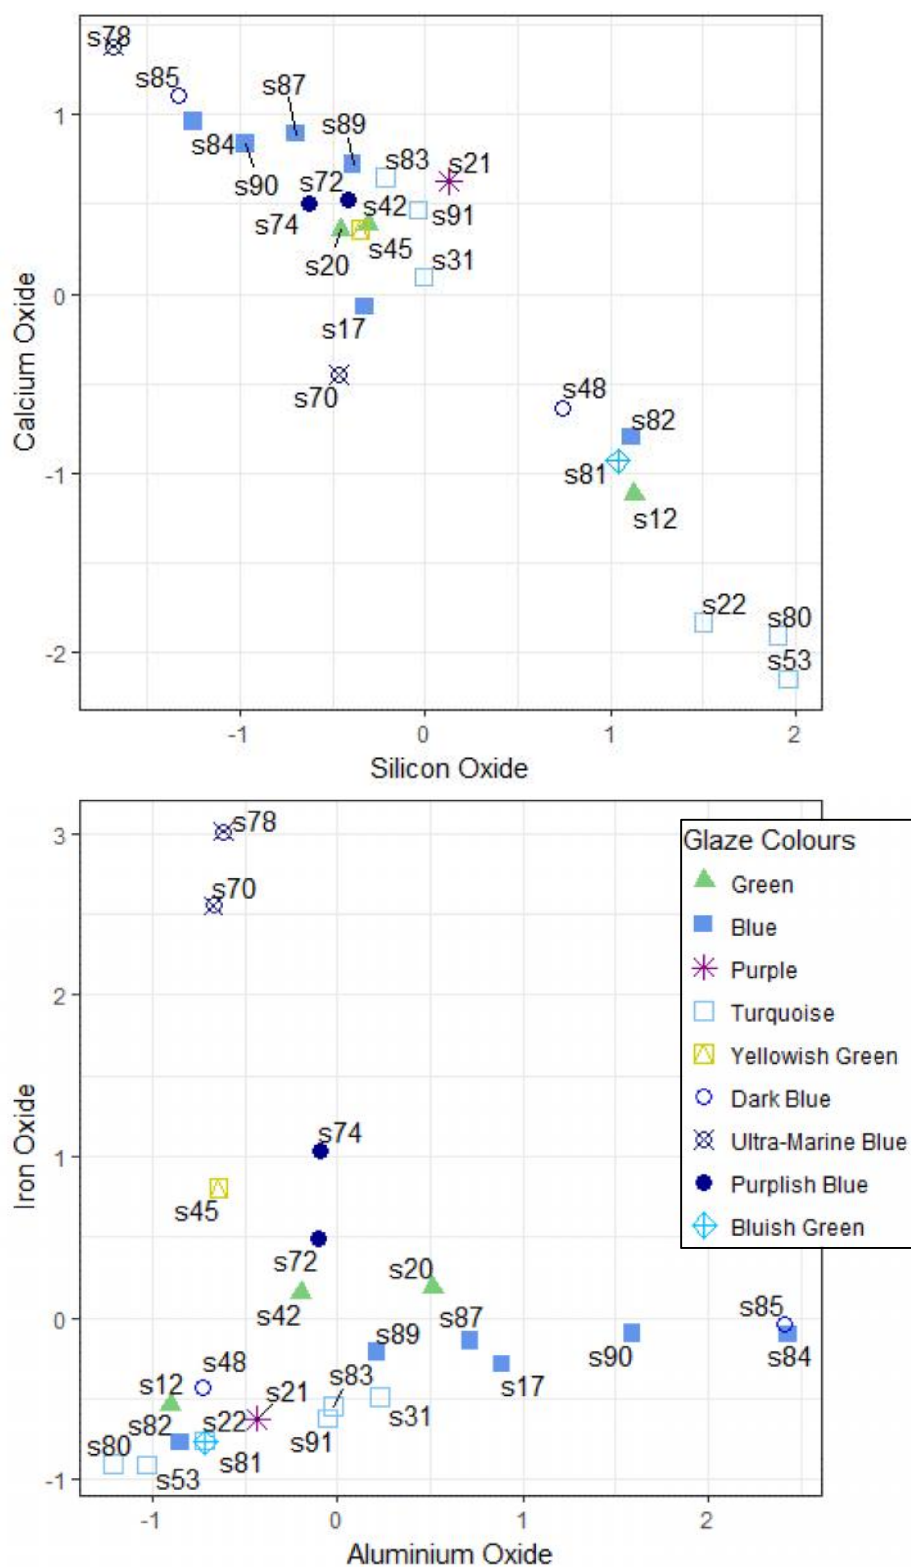 s78
s85
s87
s89
s84
s83
s21
s90
s72
s74
s42
s91
s45
s20
s31
s17
s70
s48
s82
s81
s12
s22
s80
s53
1
0
-1
-2
Calcium Oxide
-1 0 1 2
Silicon Oxide
s78
s70
s74
s45
s72
s20
s42
s87
s89
s85
s90
s84
s17
s83
s48
s21
s12
s31
s82
s22
s91
s80
s81
s53
3
2
1
0
-1
Iron Oxide
-1 0 1 2
Aluminium Oxide
Glaze Colours
Green
Blue
Purple
Turquoise
Yellowish Green
Dark Blue
Ultra-Marine Blue
Purplish Blue
Bluish Green